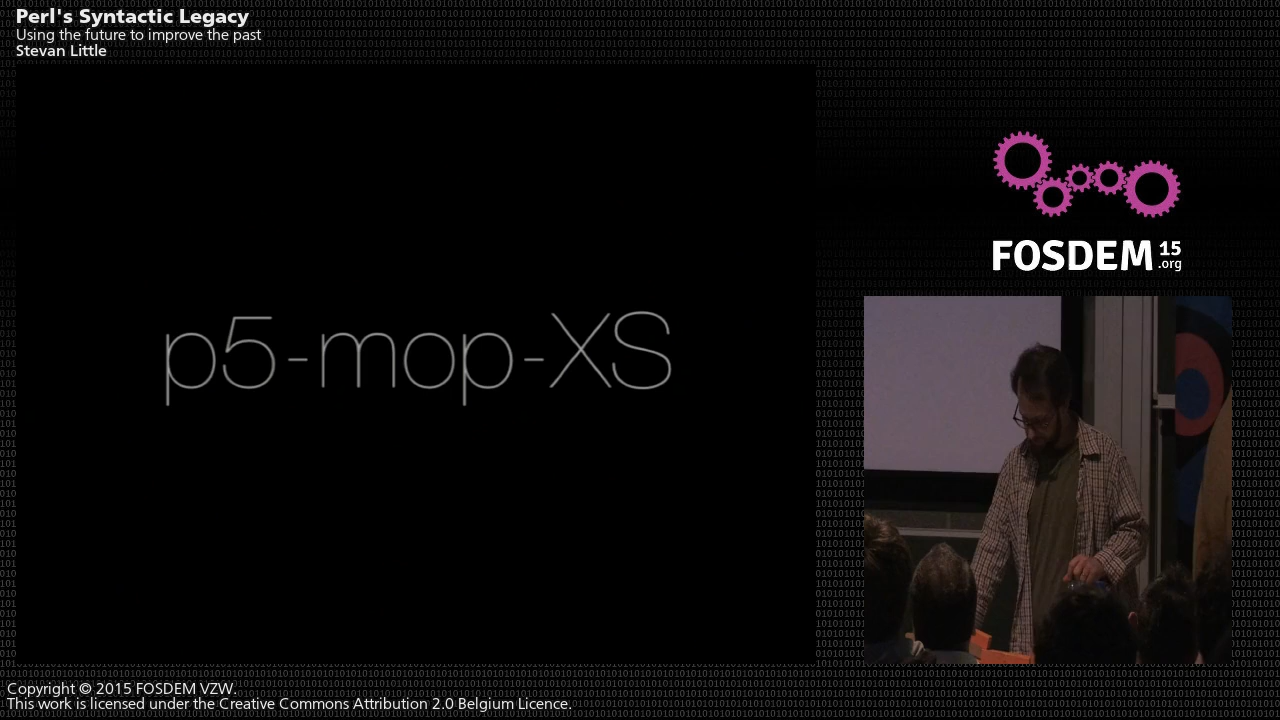 Perl's Syntactic Legacy
Using the future to improve the past
Stevan Little
p5-mop-XS
FOSDEM 15
.org
Copyright © 2015 FOSDEM VZW.
This work is licensed under the Creative Commons Attribution 2.0 Belgium Licence.